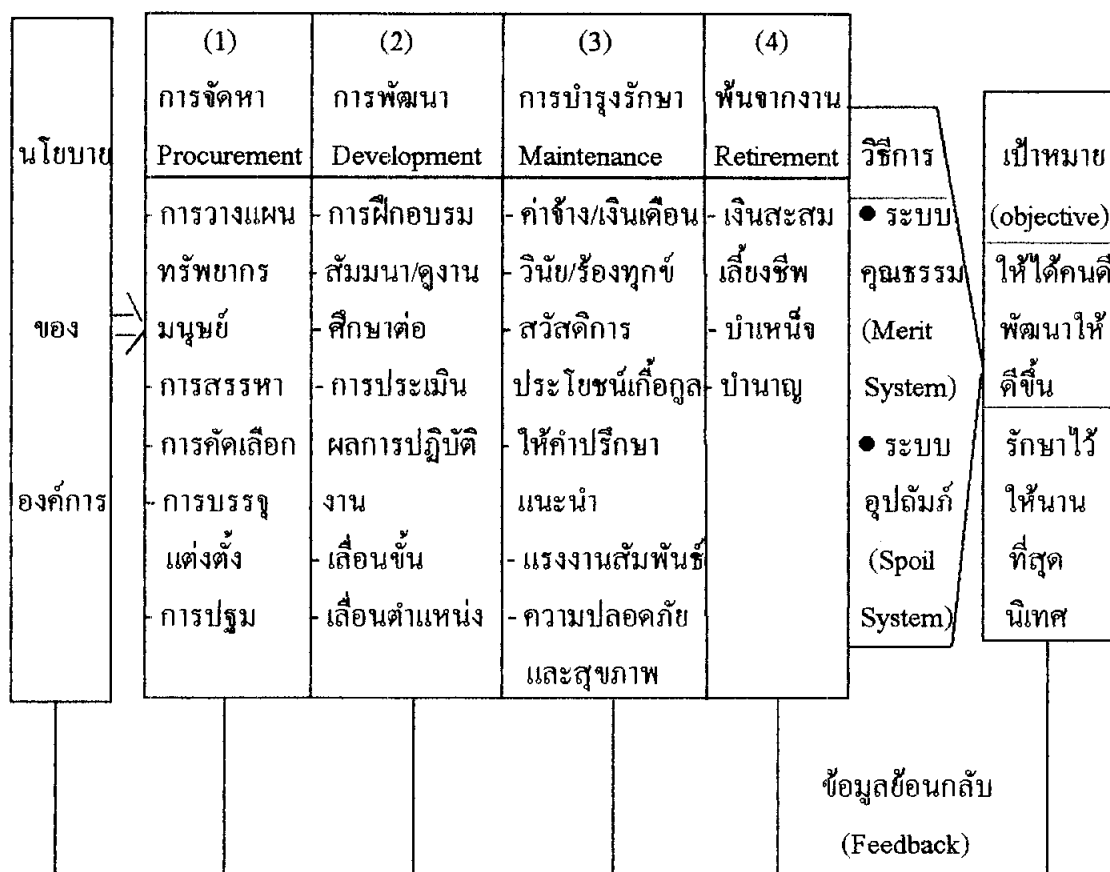 นโยบาย
ของ
องค์การ
(1)
การจัดหา
Procurement
- การวางแผน
ทรัพยากร
มนุษย์
- การสรรหา
- การคัดเลือก
- การบรรจุ
แต่งตั้ง
- การปฐม
(2)
การพัฒนา
Development
- การฝึกอบรม
สัมมนา/ดูงาน
- ศึกษาต่อ
- การประเมิน
ผลการปฏิบัติ
งาน
- เลื่อนขั้น
- เลื่อนตำแหน่ง
(3)
การบำรุงรักษา
Maintenance
- ค่าจ้าง/เงินเดือน
- วินัย/ร้องทุกข์
- สวัสดิการ
ประโยชน์เกื้อกูล
- ให้คำปรึกษา
แนะนำ
- แรงงานสัมพันธ์
- ความปลอดภัย
และสุขภาพ
(4)
พ้นจากงาน
Retirement
- เงินสะสม
เลี้ยงชีพ
- บำเหน็จ
- บำนาญ
วิธีการ
● ระบบ
คุณธรรม
(Merit
System)
● ระบบ
อุปถัมภ์
(Spoil
System)
เป้าหมาย
(objective)
ให้ได้คนดี
พัฒนาให้
ดีขึ้น
รักษาไว้
ให้นาน
ที่สุด
นิเทศ
ข้อมูลย้อนกลับ
(Feedback)